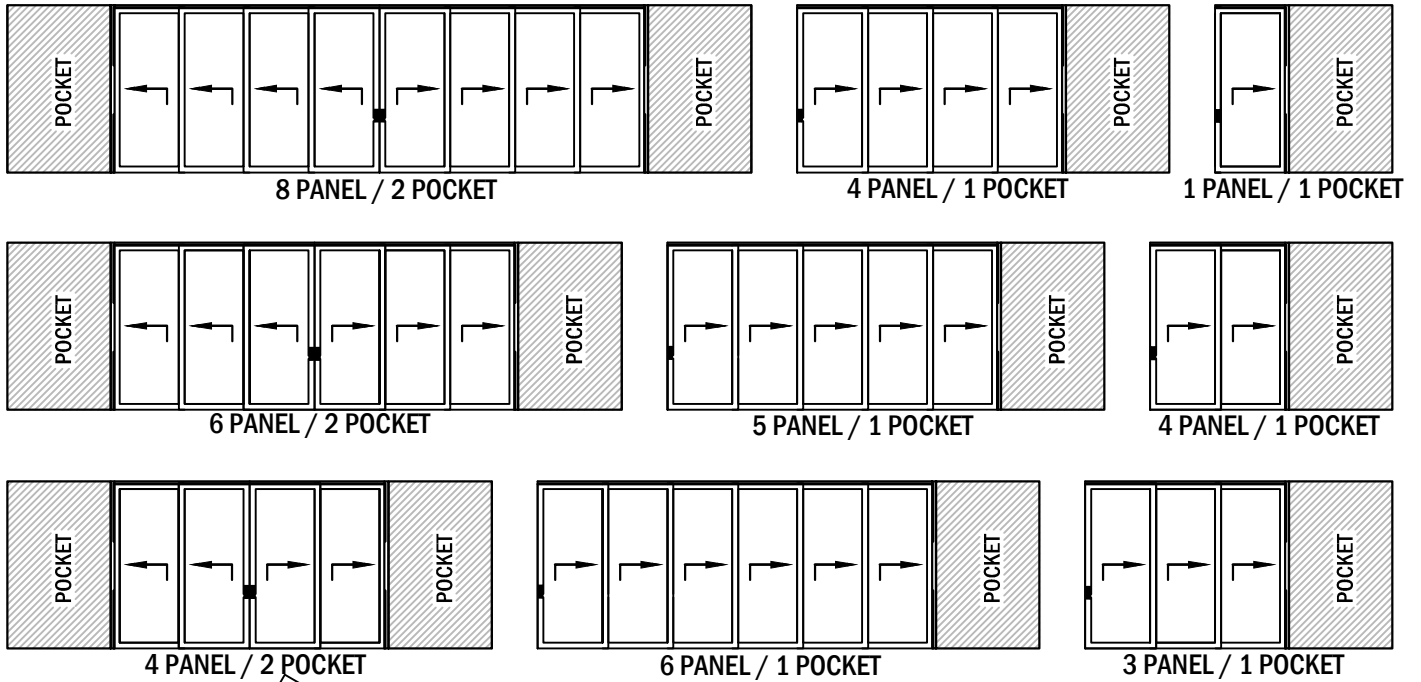 POCKET POCKET POCKET POCKET
8 PANEL / 2 POCKET 4 PANEL / 1 POCKET 1 PANEL / 1 POCKET
POCKET POCKET POCKET POCKET
6 PANEL / 2 POCKET 5 PANEL / 1 POCKET 4 PANEL / 1 POCKET
POCKET POCKET POCKET POCKET
4 PANEL / 2 POCKET 6 PANEL / 1 POCKET 3 PANEL / 1 POCKET